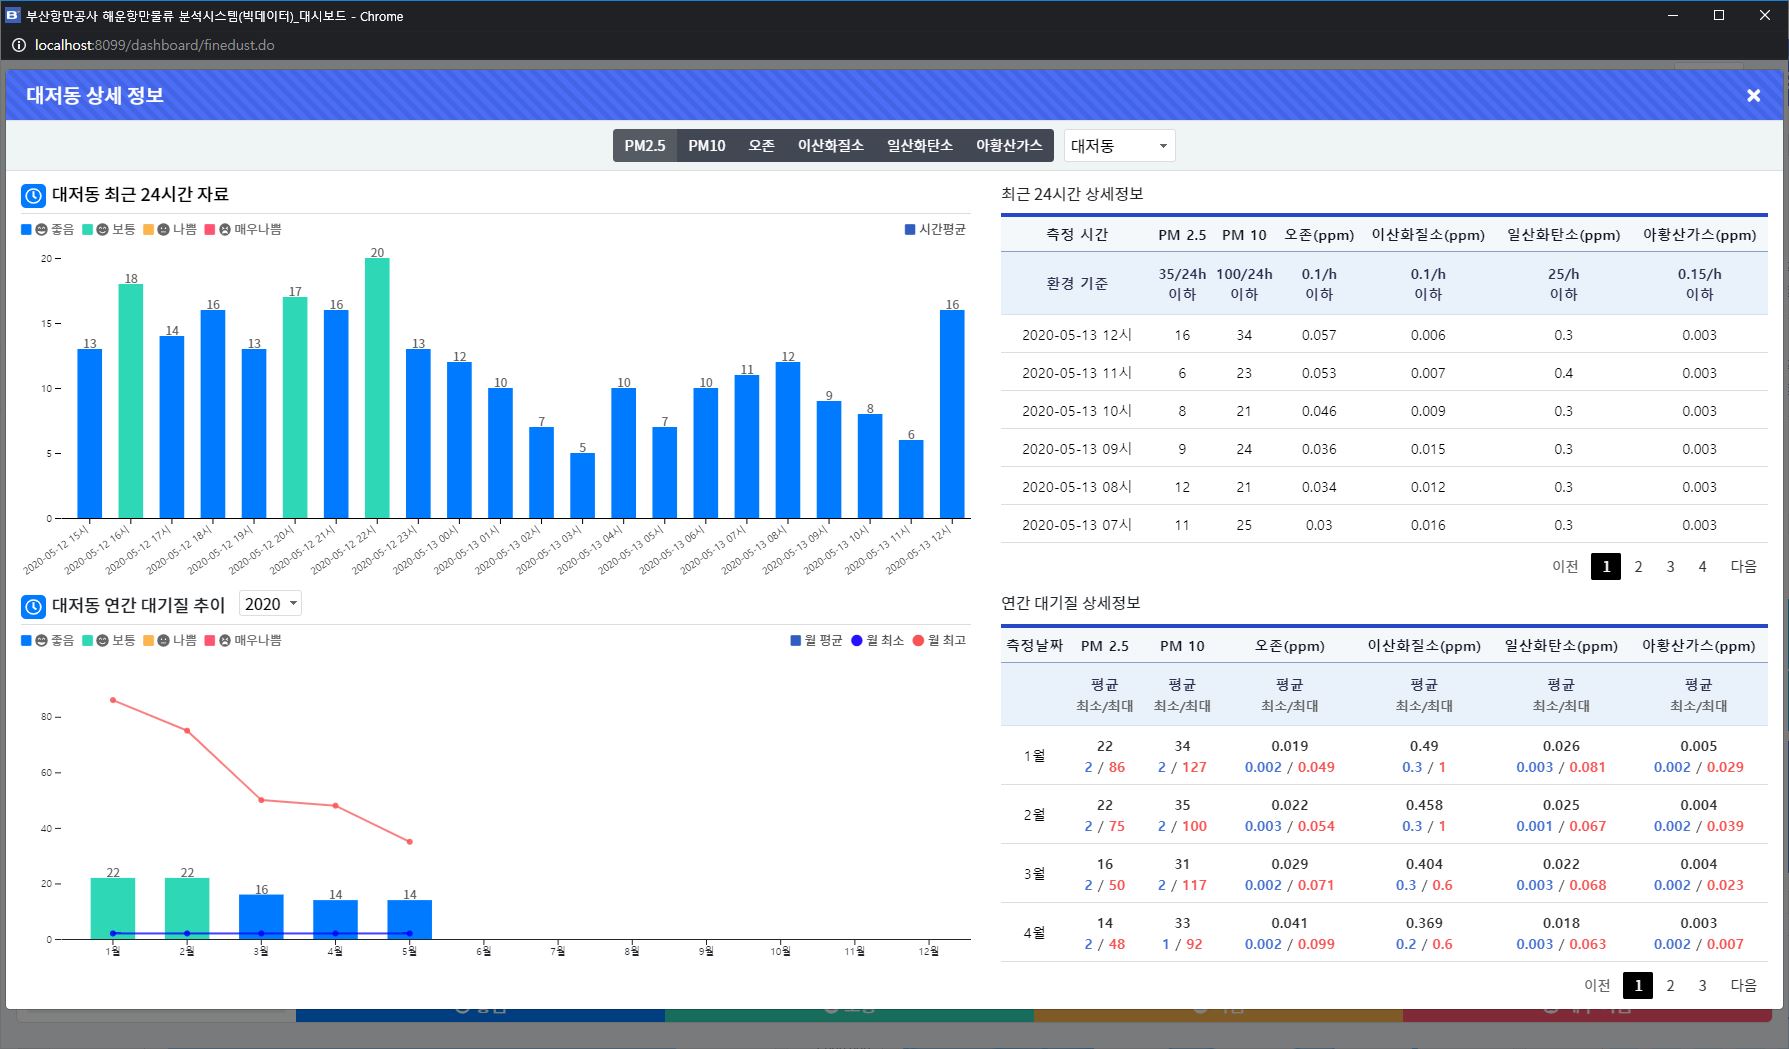 부산항만공사 해운항만물류 분석시스템(빅데이터)_대시보드 - Chrome
localhost:8099/dashboard/finedust.do
대저동 상세 정보
PM2.5 PM10 오존 이산화질소 일산화탄소 아황산가스 대저동
대저동 최근 24시간 자료
좋음 보통 나쁨 매우나쁨 시간평균
20
15
10
5
0
13 18 14 16 13 17 16 20 13 12 10 7 5 10 7 10 11 12 9 8 6 16
2020-05-12 15시
2020-05-12 16시
2020-05-12 17시
2020-05-12 18시
2020-05-12 19시
2020-05-12 20시
2020-05-12 21시
2020-05-12 22시
2020-05-12 23시
2020-05-13 00시
2020-05-13 01시
2020-05-13 02시
2020-05-13 03시
2020-05-13 04시
2020-05-13 05시
2020-05-13 06시
2020-05-13 07시
2020-05-13 08시
2020-05-13 09시
2020-05-13 10시
2020-05-13 11시
2020-05-13 12시
최근 24시간 상세정보
측정 시간 PM 2.5 PM 10 오존(ppm) 이산화질소(ppm) 일산화탄소(ppm) 아황산가스(ppm)
환경 기준 35/24h 이하 100/24h 이하 0.1/h 이하 0.1/h 이하 25/h 이하 0.15/h 이하
2020-05-13 12시 16 34 0.057 0.006 0.3 0.003
2020-05-13 11시 6 23 0.053 0.007 0.4 0.003
2020-05-13 10시 8 21 0.046 0.009 0.3 0.003
2020-05-13 09시 9 24 0.036 0.015 0.3 0.003
2020-05-13 08시 12 21 0.034 0.012 0.3 0.003
2020-05-13 07시 11 25 0.03 0.016 0.3 0.003
이전 1 2 3 4 다음
대저동 연간 대기질 추이 2020
좋음 보통 나쁨 매우나쁨 월 평균 월 최소 월 최고
80
60
40
20
0
22 22 16 14 14
1월 2월 3월 4월 5월 6월 7월 8월 9월 10월 11월 12월
연간 대기질 상세정보
측정날짜 PM 2.5 PM 10 오존(ppm) 이산화질소(ppm) 일산화탄소(ppm) 아황산가스(ppm)
평균 평균 평균 평균 평균 평균
최소/최대 최소/최대 최소/최대 최소/최대 최소/최대 최소/최대
1월
22 34 0.019 0.49 0.026 0.005
2 / 86 2 / 127 0.002 / 0.049 0.3 / 1 0.003 / 0.081 0.002 / 0.029
2월
22 35 0.022 0.458 0.025 0.004
2 / 75 2 / 100 0.003 / 0.054 0.3 / 1 0.001 / 0.067 0.002 / 0.039
3월
16 31 0.029 0.404 0.022 0.004
2 / 50 2 / 117 0.002 / 0.071 0.3 / 0.6 0.003 / 0.068 0.002 / 0.023
4월
14 33 0.041 0.369 0.018 0.003
2 / 48 1 / 92 0.002 / 0.099 0.2 / 0.6 0.003 / 0.063 0.002 / 0.007
이전 1 2 3 다음